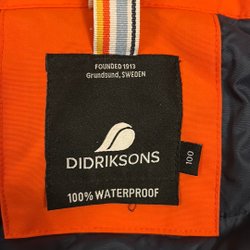 FOUNDED 1913
Grundsund, SWEDEN
DIDRIKSONS
100
100% WATERPROOF